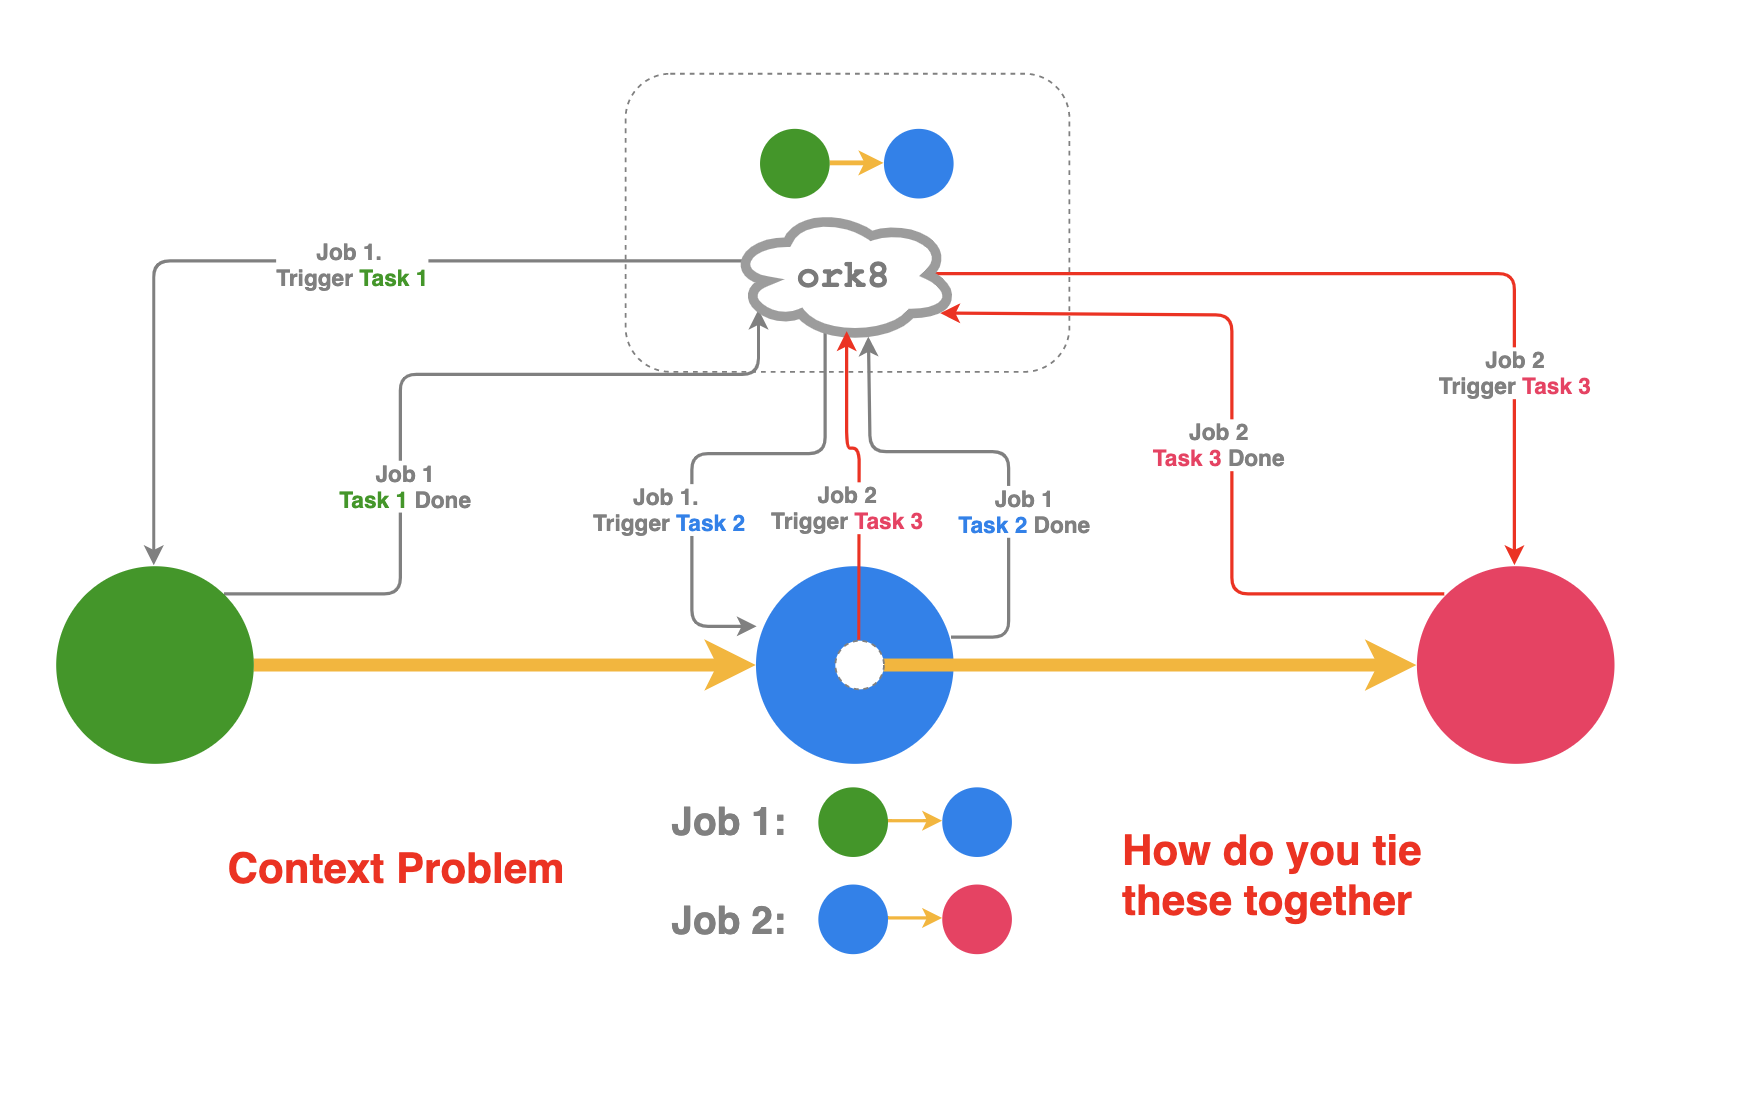 ork8
Job 1.
Trigger Task 1
Job 2
Trigger Task 3
Job 2
Task 3 Done
Job 1
Task 1 Done
Job 1.
Trigger Task 2
Job 2
Trigger Task 3
Job 1
Task 2 Done
Job 1:
Context Problem
How do you tie
these together
Job 2: